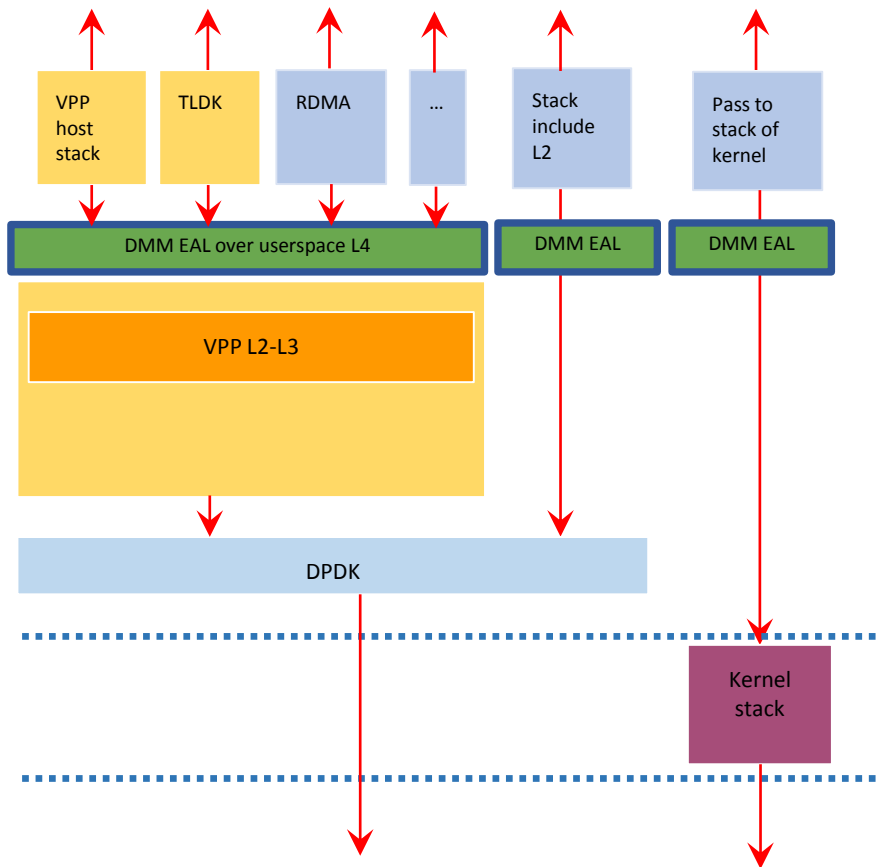 VPP
host
stack
TLDK
RDMA
...
Stack
include
L2
Pass to
stack of
kernel
DMM EAL over userspace L4
DMM EAL
DMM EAL
VPP L2-L3
DPDK
Kernel
stack